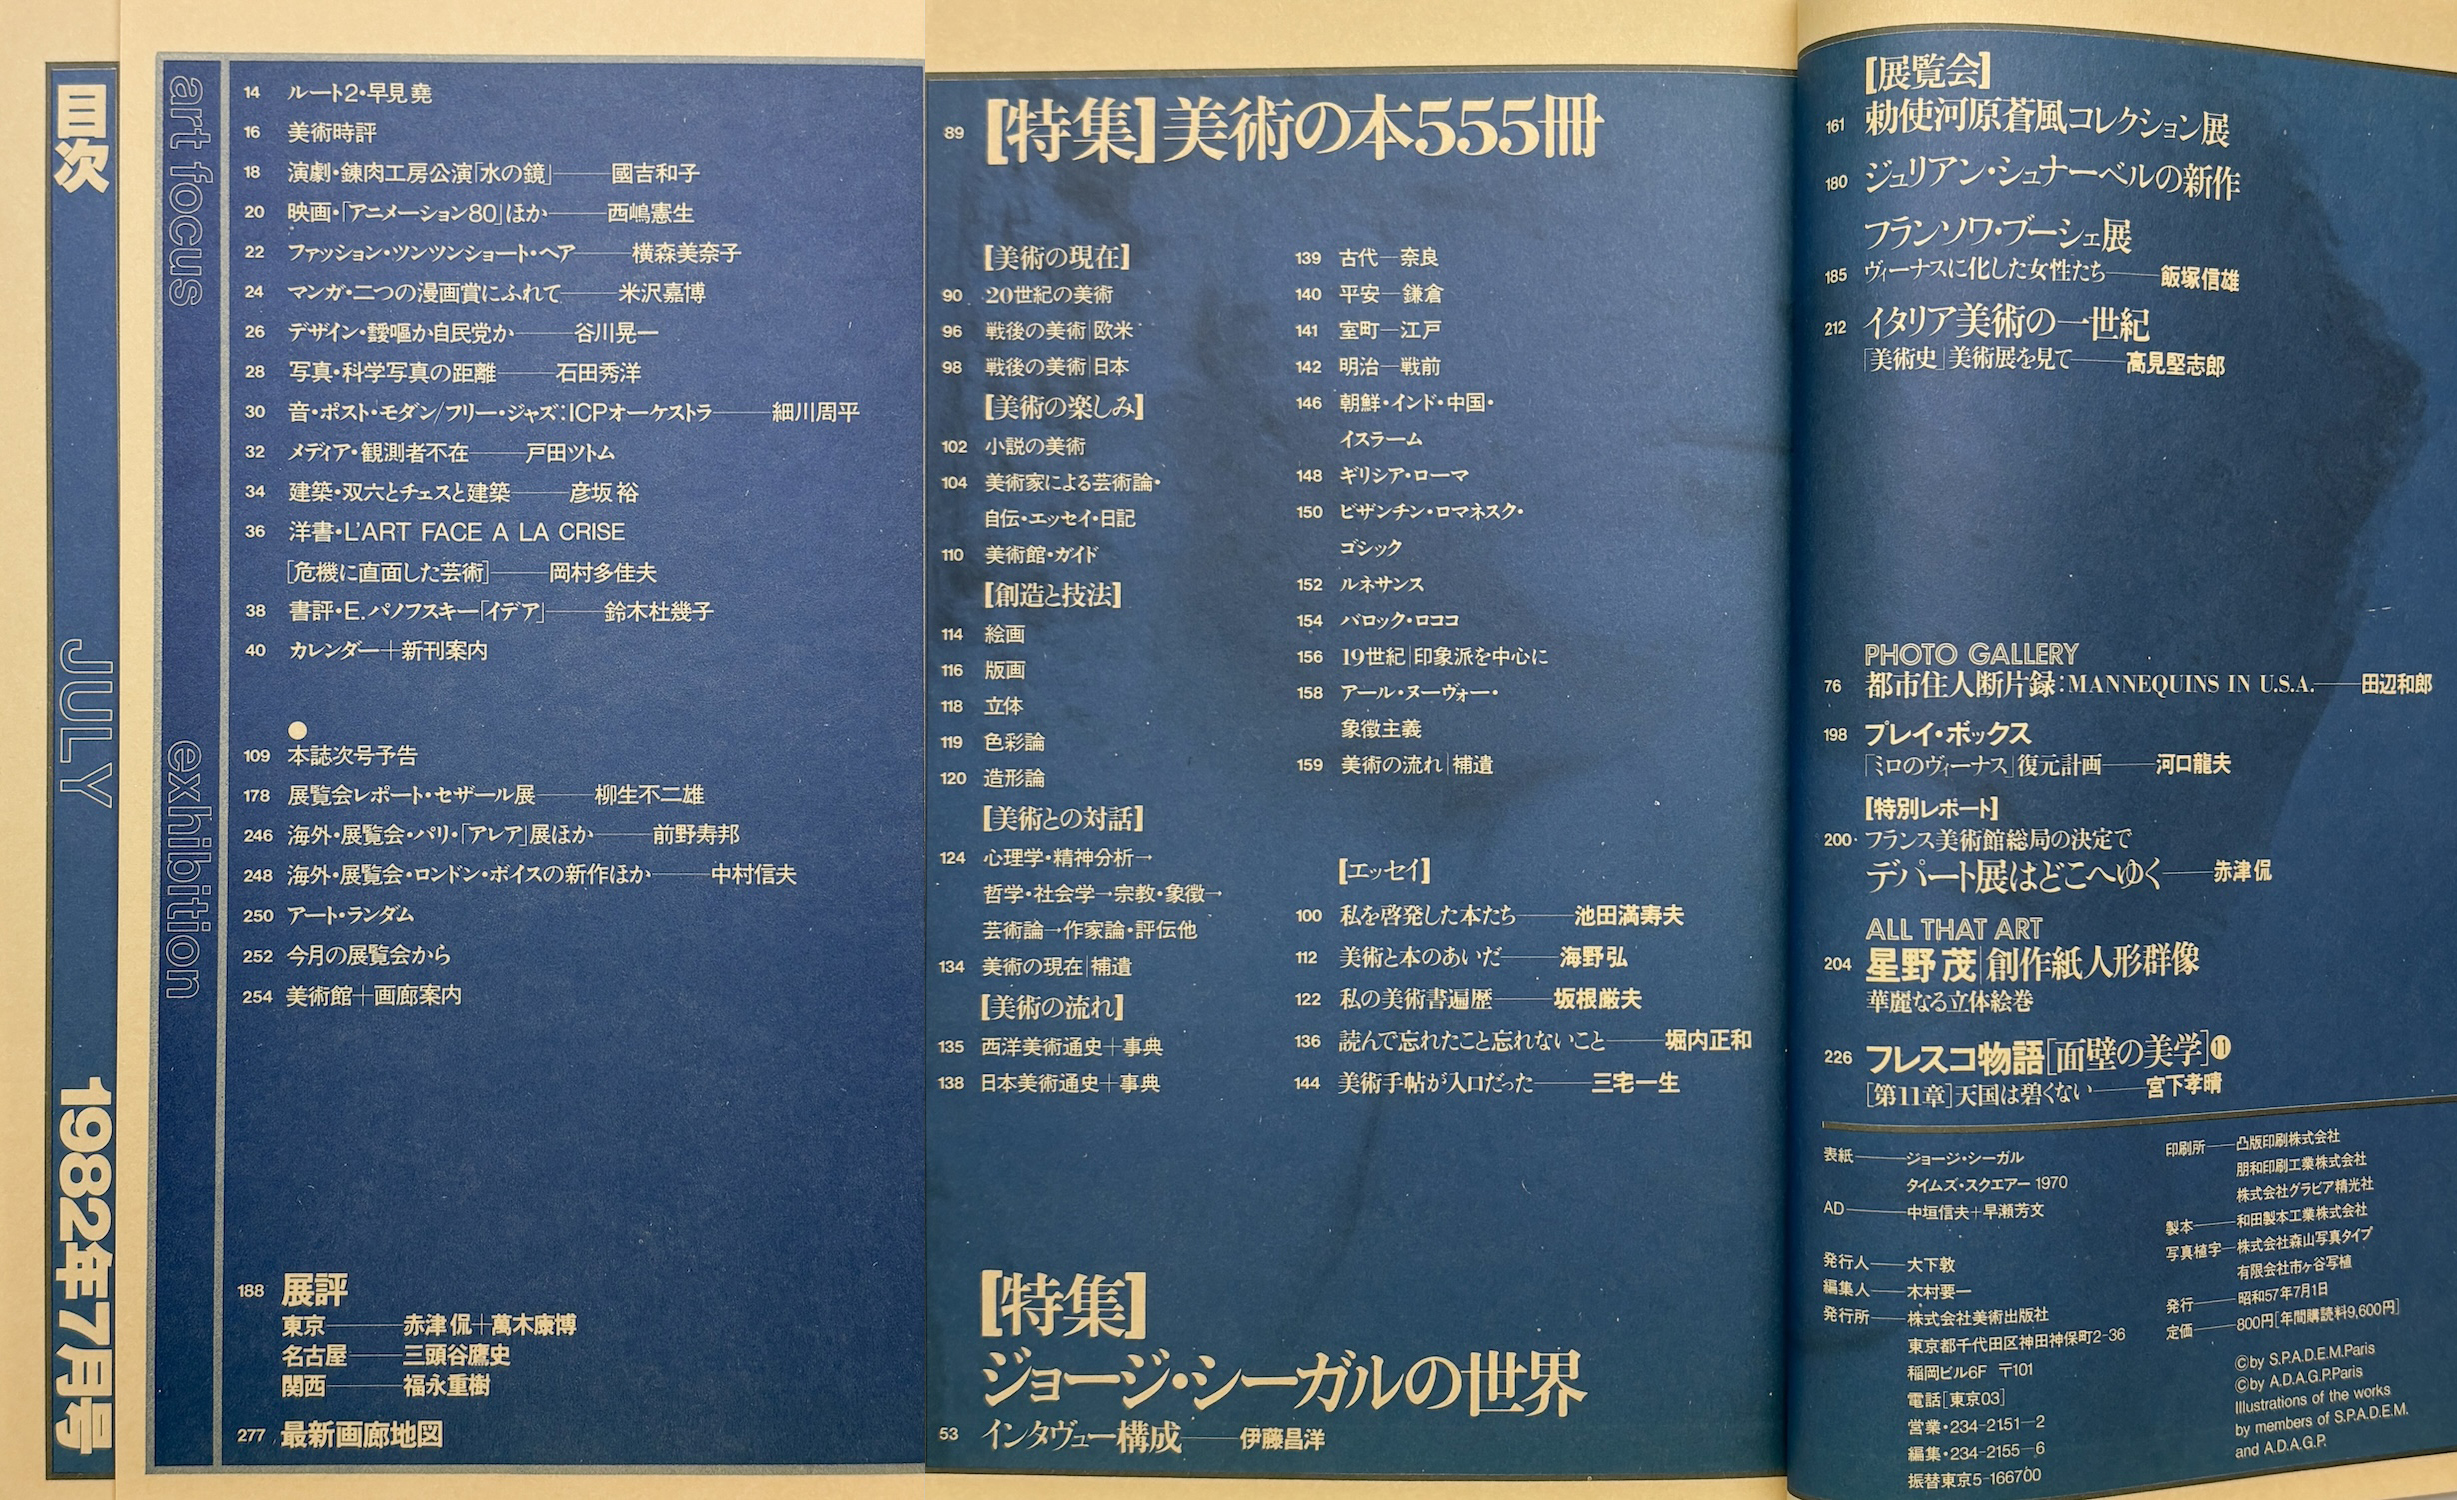 目次
JULY
1982年7月号
art focus
14 ルート2・早見堯
16 美術時評
18 演劇・錬肉工房公演「水の鏡」——國吉和子
20 映画・「アニメーション80」ほか——西嶋憲生
22 ファッション・ツンツンショート・ヘア——横森美奈子
24 マンガ・二つの漫画賞にふれて——米沢嘉博
26 デザイン・靉嘔か自民党か——谷川晃一
28 写真・科学写真の距離——石田秀洋
30 音・ポスト・モダン/フリー・ジャズ:ICPオーケストラ——細川周平
32 メディア・観測者不在——戸田ツトム
34 建築・双六とチェスと建築——彦坂 裕
36 洋書・L'ART FACE A LA CRISE
[危機に直面した芸術]——岡村多佳夫
38 書評・E.パノフスキー「イデア」——鈴木杜幾子
40 カレンダー+新刊案内
exhibition
●
109 本誌次号予告
178 展覧会レポート・セザール展——柳生不二雄
246 海外・展覧会・パリ・「アレア」展ほか——前野寿邦
248 海外・展覧会・ロンドン・ボイスの新作ほか——中村信夫
250 アート・ランダム
252 今月の展覧会から
254 美術館+画廊案内
188 展評
東京——赤津 侃+萬木康博
名古屋——三頭谷鷹史
関西——福永重樹
277 最新画廊地図
89 [特集]美術の本555冊
[美術の現在]
90 20世紀の美術
96 戦後の美術|欧米
98 戦後の美術|日本
[美術の楽しみ]
102 小説の美術
104 美術家による芸術論・
自伝・エッセイ・日記
110 美術館・ガイド
[創造と技法]
114 絵画
116 版画
118 立体
119 色彩論
120 造形論
[美術との対話]
124 心理学・精神分析→
哲学・社会学→宗教・象徴→
芸術論→作家論・評伝他
134 美術の現在|補遺
[美術の流れ]
135 西洋美術通史+事典
138 日本美術通史+事典
139 古代—奈良
140 平安—鎌倉
141 室町—江戸
142 明治—戦前
146 朝鮮・インド・中国・
イスラーム
148 ギリシア・ローマ
150 ビザンチン・ロマネスク・
ゴシック
152 ルネサンス
154 バロック・ロココ
156 19世紀|印象派を中心に
158 アール・ヌーヴォー・
象徴主義
159 美術の流れ|補遺
[エッセイ]
100 私を啓発した本たち——池田満寿夫
112 美術と本のあいだ——海野 弘
122 私の美術書遍歴——坂根厳夫
136 読んで忘れたこと忘れないこと——堀内正和
144 美術手帖が入口だった——三宅一生
[特集]
ジョージ・シーガルの世界
53 インタヴュー構成——伊藤昌洋
[展覧会]
161 勅使河原蒼風コレクション展
180 ジュリアン・シュナーベルの新作
フランソワ・ブーシェ展
185 ヴィーナスに化した女性たち——飯塚信雄
212 イタリア美術の一世紀
「美術史」美術展を見て——高見堅志郎
PHOTO GALLERY
76 都市住人断片録:MANNEQUINS IN U.S.A.——田辺和郎
198 プレイ・ボックス
「ミロのヴィーナス」復元計画——河口龍夫
[特別レポート]
200 フランス美術館総局の決定で
デパート展はどこへゆく——赤津 侃
ALL THAT ART
204 星野 茂|創作紙人形群像
華麗なる立体絵巻
226 フレスコ物語[面壁の美学]⓫
[第11章]天国は碧くない——宮下孝晴
表紙——ジョージ・シーガル
タイムズ・スクエアー 1970
AD——中垣信夫+早瀬芳文
発行人——大下敦
編集人——木村要一
発行所——株式会社美術出版社
東京都千代田区神田神保町2-36
稲岡ビル6F 〒101
電話[東京03]
営業・234-2151—2
編集・234-2155—6
振替東京5-166700
印刷所——凸版印刷株式会社
朋和印刷工業株式会社
株式会社グラビア精光社
製本——和田製本工業株式会社
写真植字—株式会社森山写真タイプ
有限会社市ヶ谷写植
発行——昭和57年7月1日
定価——800円[年間購読料9,600円]
©by S.P.A.D.E.M.Paris
©by A.D.A.G.P.Paris
Illustrations of the works
by members of S.P.A.D.E.M.
and A.D.A.G.P.